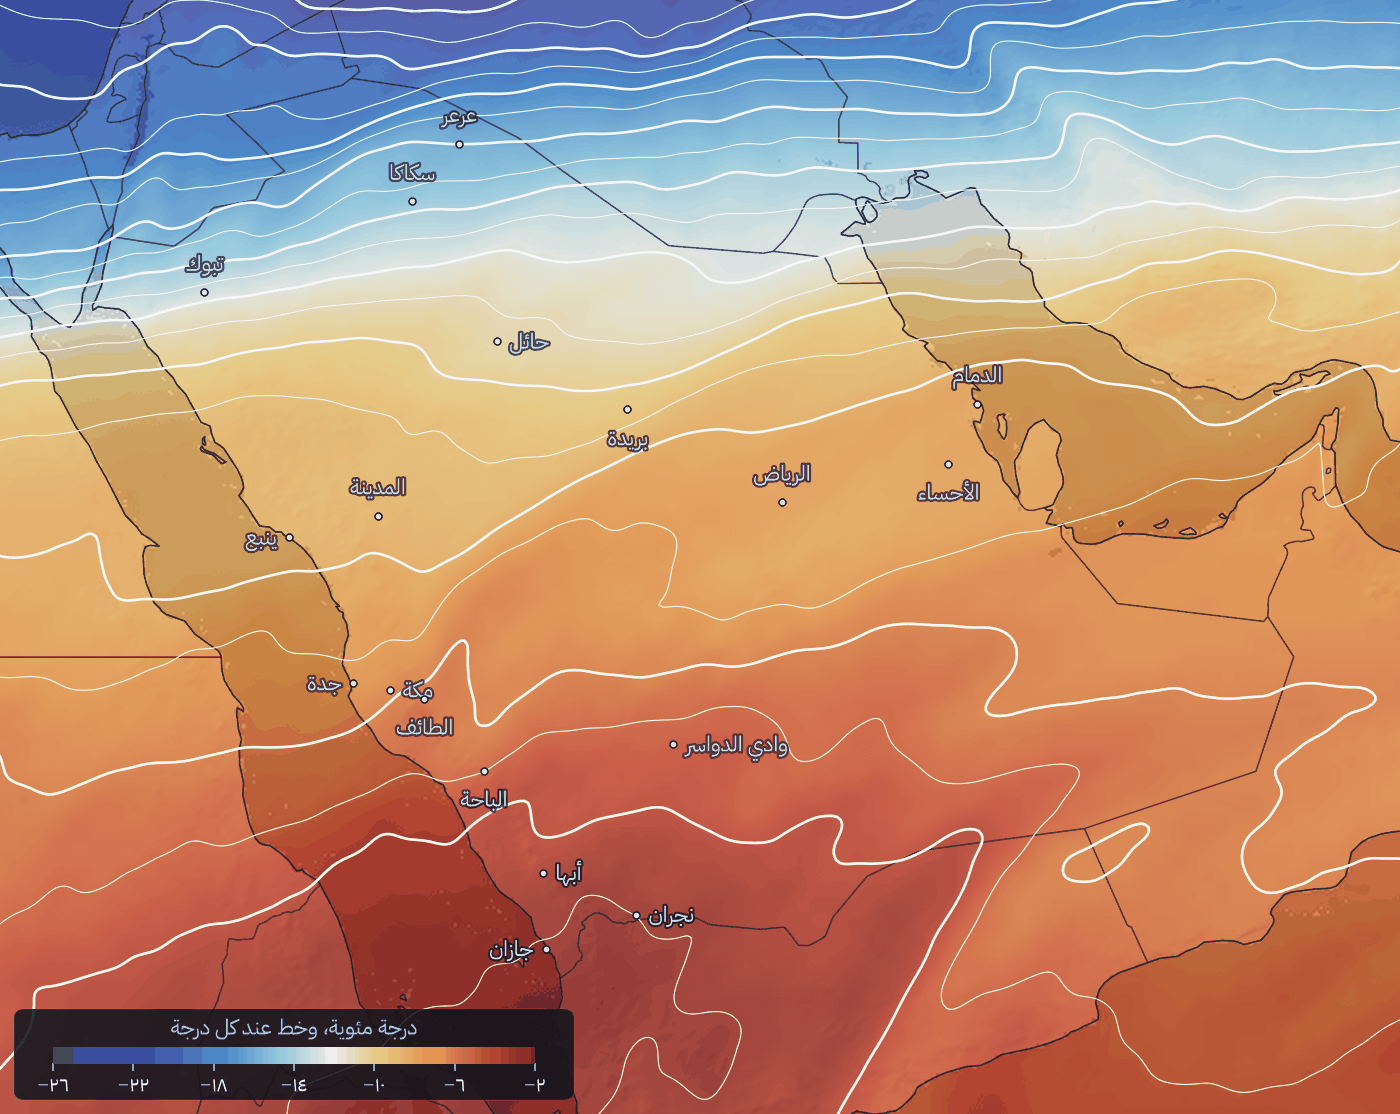 عرعر
سكاكا
تبوك
حائل
الدمام
بريدة
الرياض
الأحساء
المدينة
ينبع
جدة
مكة
الطائف
وادي الدواسر
الباحة
أبها
نجران
جازان
درجة مئوية، وخط عند كل درجة
−٢٦ −٢٢ −١٨ −١٤ −١٠ −٦ −٢